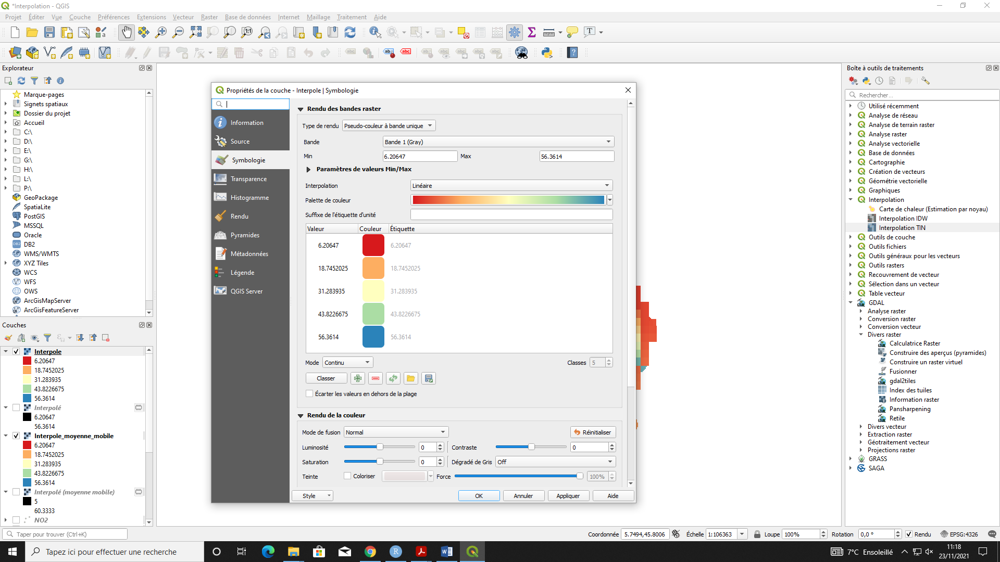 *Interpolation - QGIS
Projet Éditer Vue Couche Préférences Extensions Vecteur Raster Base de données Internet Maillage Traitement Aide
Explorateur
Marque-pages
Signets spatiaux
Dossier du projet
Accueil
C:\
D:\
E:\
G:\
H:\
L:\
P:\
GeoPackage
SpatiaLite
PostGIS
MSSQL
Oracle
DB2
WMS/WMTS
XYZ Tiles
WCS
WFS
OWS
ArcGisMapServer
ArcGisFeatureServer
Couches
Interpole
6.20647
18.7452025
31.283935
43.8226675
56.3614
Interpolé
6.20647
56.3614
Interpole_moyenne_mobile
6.20647
18.7452025
31.283935
43.8226675
56.3614
Interpolé (moyenne mobile)
5
60.3333
NO2
Propriétés de la couche - Interpole | Symbologie
Information
Source
Symbologie
Transparence
Histogramme
Rendu
Pyramides
Métadonnées
Légende
QGIS Server
Rendu des bandes raster
Type de rendu Pseudo-couleur à bande unique
Bande Bande 1 (Gray)
Min 6.20647 Max 56.3614
Paramètres de valeurs Min/Max
Interpolation Linéaire
Palette de couleur
Suffixe de l'étiquette d'unité
Valeur Couleur Étiquette
6.20647 6.20647
18.7452025 18.7452025
31.283935 31.283935
43.8226675 43.8226675
56.3614 56.3614
Mode Continu Classes 5
Classer
Écarter les valeurs en dehors de la plage
Rendu de la couleur
Mode de fusion Normal Réinitialiser
Luminosité 0 Contraste 0
Saturation 0 Dégradé de Gris Off
Teinte Coloriser Force 100%
Style OK Annuler Appliquer Aide
Boîte à outils de traitements
Rechercher...
Utilisé récemment
Analyse de réseau
Analyse de terrain raster
Analyse raster
Analyse vectorielle
Base de données
Cartographie
Création de vecteurs
Géométrie vectorielle
Graphiques
Interpolation
Carte de chaleur (Estimation par noyau)
Interpolation IDW
Interpolation TIN
Outils de couche
Outils fichiers
Outils généraux pour les vecteurs
Outils rasters
Recouvrement de vecteur
Sélection dans un vecteur
Table vecteur
GDAL
Analyse raster
Conversion raster
Conversion vecteur
Divers raster
Calculatrice Raster
Construire des aperçus (pyramides)
Construire un raster virtuel
Fusionner
gdal2tiles
Index des tuiles
Information raster
Pansharpening
Retile
Divers vecteur
Extraction raster
Géotraitement vecteur
Projections raster
GRASS
SAGA
Taper pour trouver (Ctrl+K) Coordonnée 5.7494,45.8006 Échelle 1:106363 Loupe 100% Rotation 0,0 ° Rendu EPSG:4326
Tapez ici pour effectuer une recherche 7°C Ensoleillé 11:18
23/11/2021